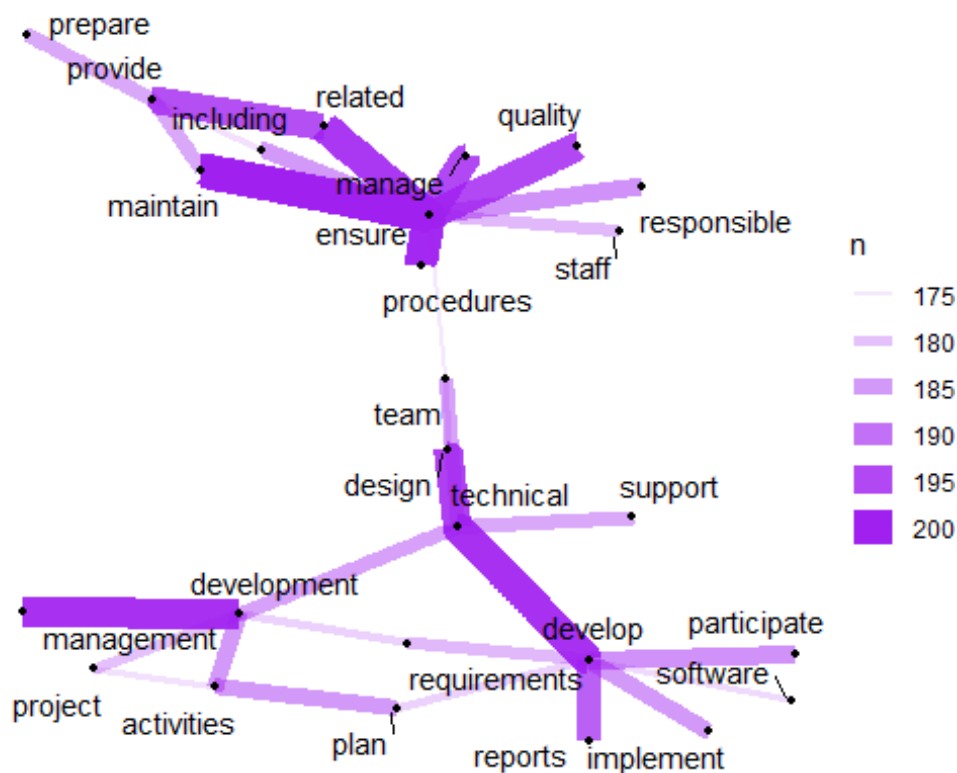 prepare
provide
including
related
quality
manage
maintain
ensure
responsible
staff
procedures
n
175
180
185
190
195
200
team
design
technical
support
development
management
develop
participate
requirements
software
project
activities
plan
reports
implement